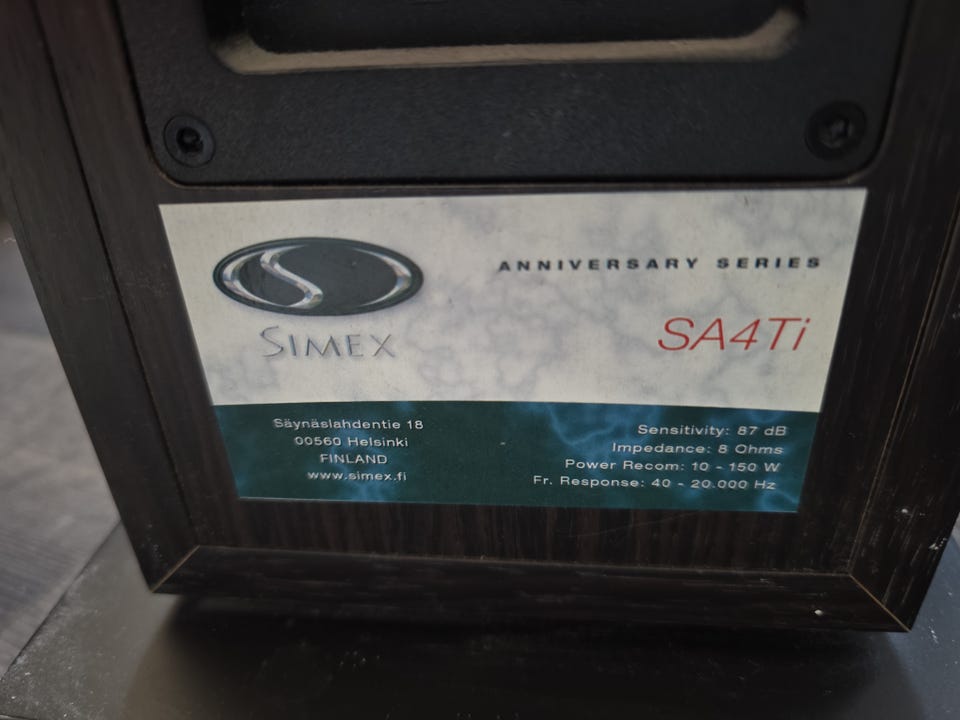 SIMEX
ANNIVERSARY SERIES
SA4Ti
Säynäslahdentie 18
00560 Helsinki
FINLAND
www.simex.fi
Sensitivity: 87 dB
Impedance: 8 Ohms
Power Recom: 10 - 150 W
Fr. Response: 40 - 20.000 Hz